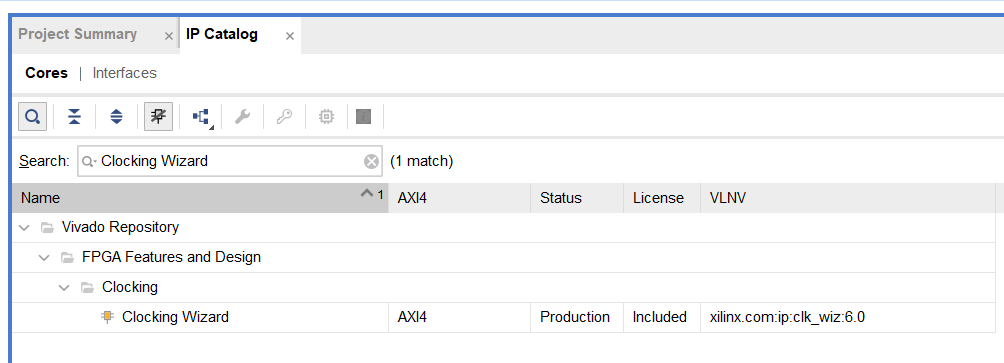 Project Summary × IP Catalog ×
Cores | Interfaces
Search: Clocking Wizard (1 match)
Name 1 AXI4 Status License VLNV
Vivado Repository
FPGA Features and Design
Clocking
Clocking Wizard AXI4 Production Included xilinx.com:ip:clk_wiz:6.0